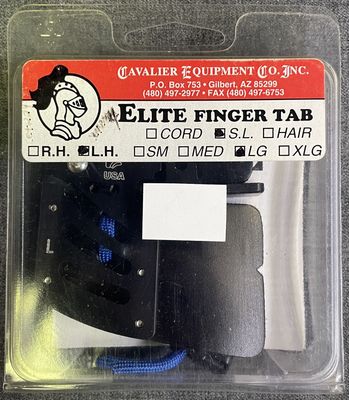 CAVALIER EQUIPMENT CO. INC.
P.O. Box 753 • Gilbert, AZ 85299
(480) 497-2977 • FAX (480) 497-6753
ELITE FINGER TAB
CORD S.L. HAIR
R.H. L.H. SM MED LG XLG
USA